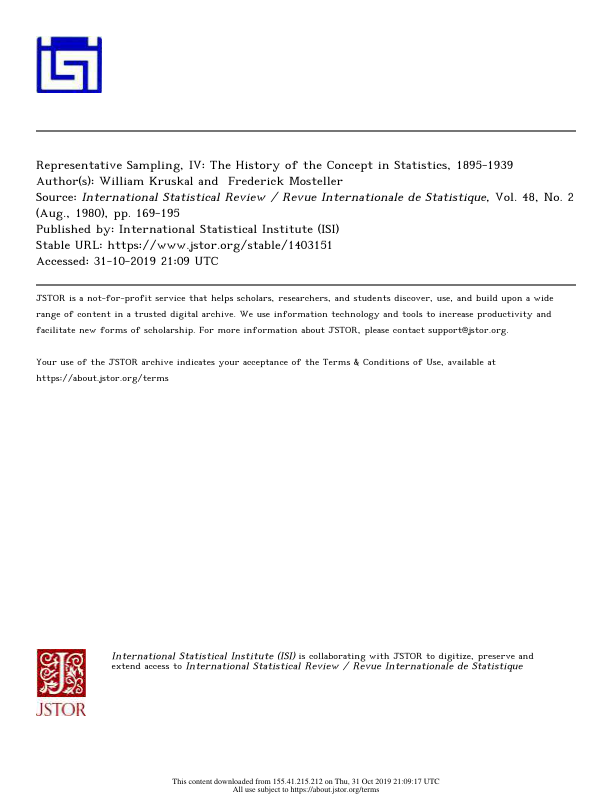 Representative Sampling, IV: The History of the Concept in Statistics, 1895-1939
Author(s): William Kruskal and Frederick Mosteller
Source: International Statistical Review / Revue Internationale de Statistique, Vol. 48, No. 2
(Aug., 1980), pp. 169-195
Published by: International Statistical Institute (ISI)
Stable URL: https://www.jstor.org/stable/1403151
Accessed: 31-10-2019 21:09 UTC
JSTOR is a not-for-profit service that helps scholars, researchers, and students discover, use, and build upon a wide
range of content in a trusted digital archive. We use information technology and tools to increase productivity and
facilitate new forms of scholarship. For more information about JSTOR, please contact support@jstor.org.
Your use of the JSTOR archive indicates your acceptance of the Terms & Conditions of Use, available at
https://about.jstor.org/terms
International Statistical Institute (ISI) is collaborating with JSTOR to digitize, preserve and
extend access to International Statistical Review / Revue Internationale de Statistique
JSTOR
This content downloaded from 155.41.215.212 on Thu, 31 Oct 2019 21:09:17 UTC
All use subject to https://about.jstor.org/terms